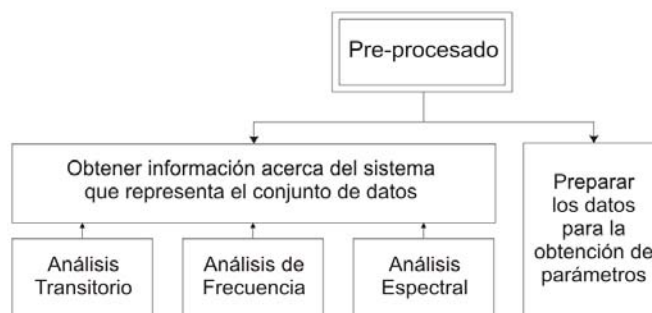 Pre-procesado
Obtener información acerca del sistema
que representa el conjunto de datos
Preparar
los datos
para la
obtención de
parámetros
Análisis
Transitorio
Análisis de
Frecuencia
Análisis
Espectral